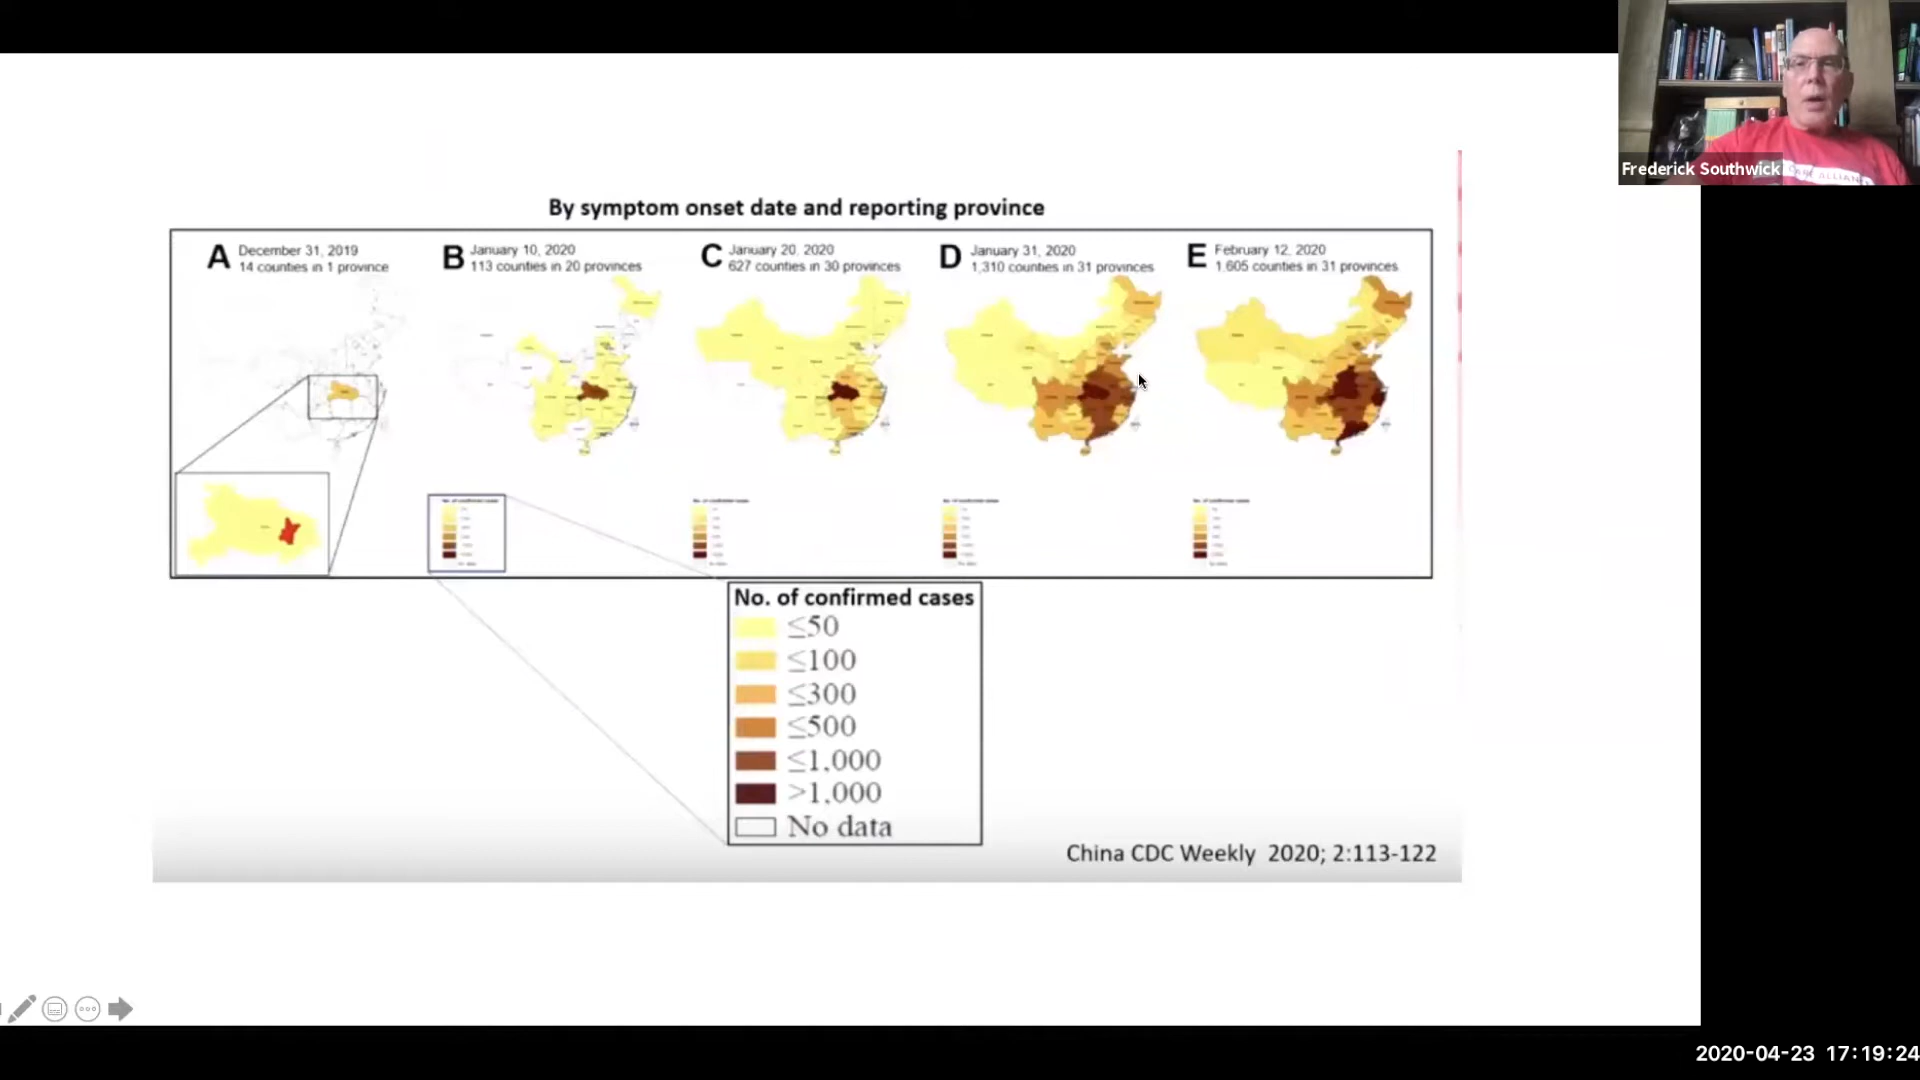 Frederick Southwick
By symptom onset date and reporting province
A December 31, 2019
14 counties in 1 province
B January 10, 2020
113 counties in 20 provinces
C January 20, 2020
627 counties in 30 provinces
D January 31, 2020
1,310 counties in 31 provinces
E February 12, 2020
1,605 counties in 31 provinces
No. of confirmed cases
≤50
≤100
≤300
≤500
≤1,000
>1,000
No data
China CDC Weekly 2020; 2:113-122
2020-04-23 17:19:24